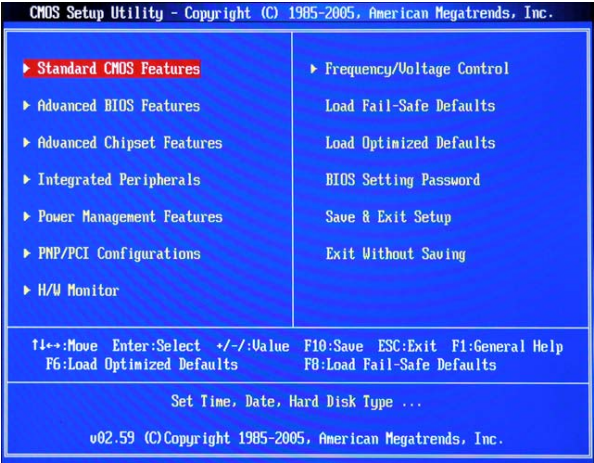 CMOS Setup Utility - Copyright (C) 1985-2005, American Megatrends, Inc.
Standard CMOS Features
Advanced BIOS Features
Advanced Chipset Features
Integrated Peripherals
Power Management Features
PNP/PCI Configurations
H/W Monitor
Frequency/Voltage Control
Load Fail-Safe Defaults
Load Optimized Defaults
BIOS Setting Password
Save & Exit Setup
Exit Without Saving
↑↓←→:Move Enter:Select +/-/:Value F10:Save ESC:Exit F1:General Help
F6:Load Optimized Defaults F8:Load Fail-Safe Defaults
Set Time, Date, Hard Disk Type ...
v02.59 (C)Copyright 1985-2005, American Megatrends, Inc.